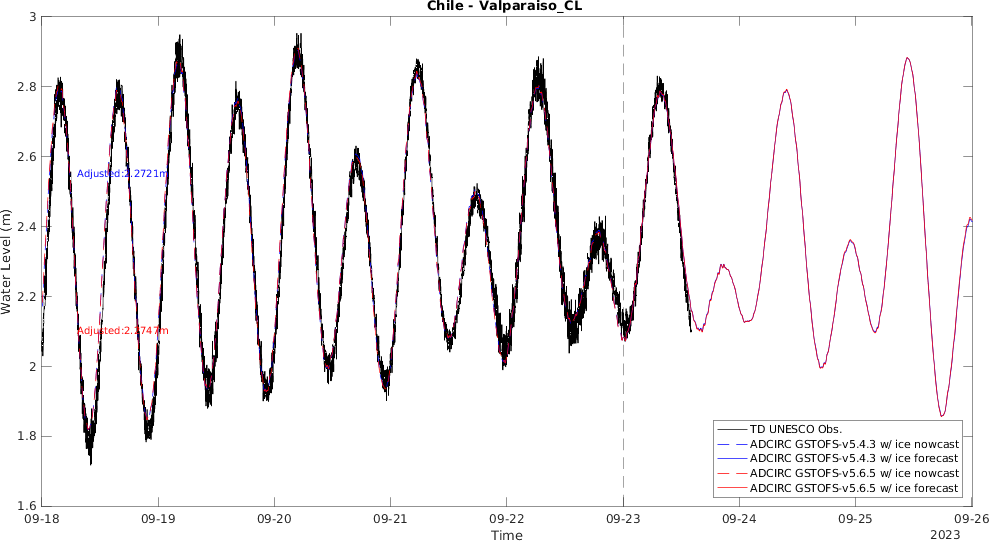 Chile - Valparaiso_CL
3
2.8
2.6
2.4
2.2
2
1.8
1.6
Water Level (m)
Adjusted:2.2721m
Adjusted:2.2747m
TD UNESCO Obs.
ADCIRC GSTOFS-v5.4.3 w/ ice nowcast
ADCIRC GSTOFS-v5.4.3 w/ ice forecast
ADCIRC GSTOFS-v5.6.5 w/ ice nowcast
ADCIRC GSTOFS-v5.6.5 w/ ice forecast
09-18 09-19 09-20 09-21 09-22 09-23 09-24 09-25 09-26
Time
2023